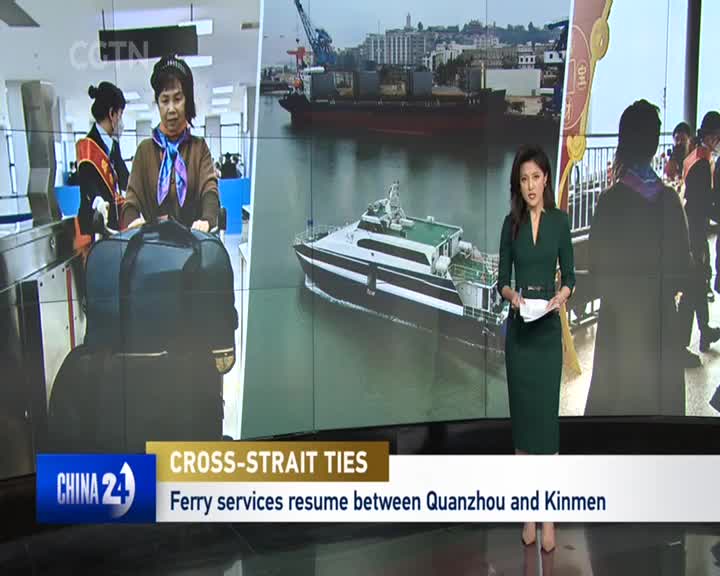 CGTN
CROSS-STRAIT TIES
CHINA 24
Ferry services resume between Quanzhou and Kinmen